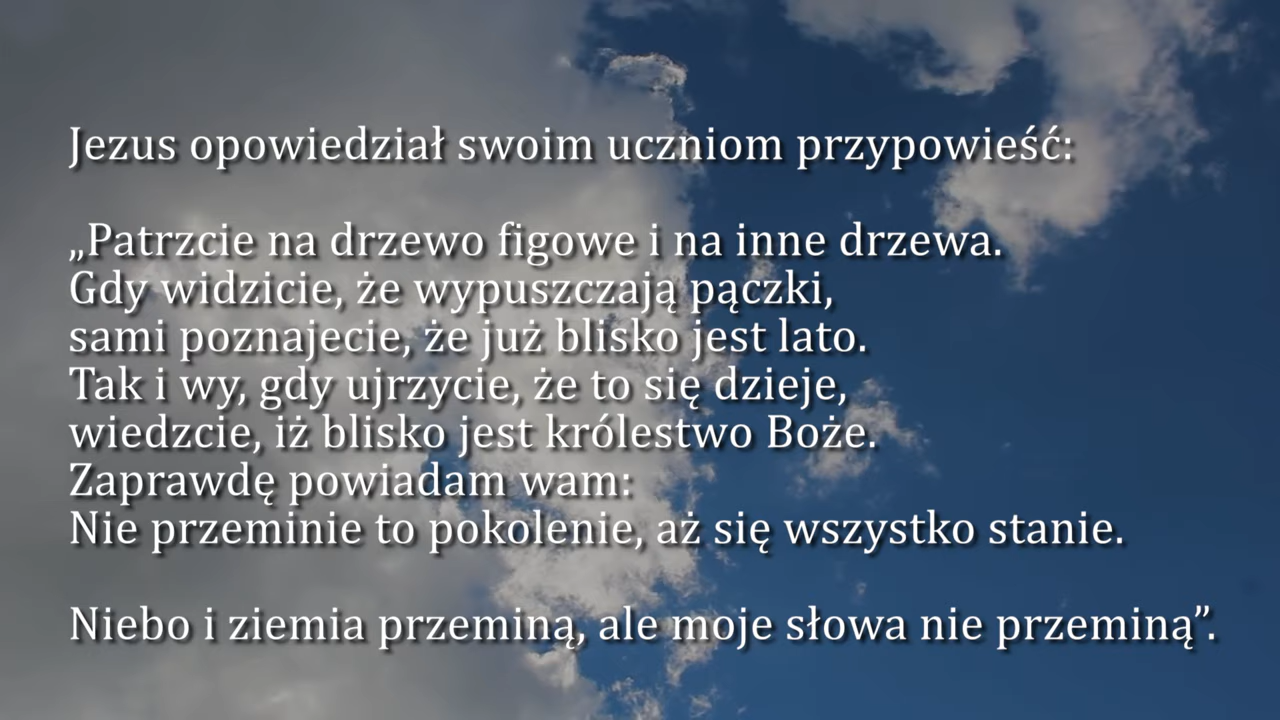 Jezus opowiedział swoim uczniom przypowieść:
„Patrzcie na drzewo figowe i na inne drzewa.
Gdy widzicie, że wypuszczają pączki,
sami poznajecie, że już blisko jest lato.
Tak i wy, gdy ujrzycie, że to się dzieje,
wiedzcie, iż blisko jest królestwo Boże.
Zaprawdę powiadam wam:
Nie przeminie to pokolenie, aż się wszystko stanie.
Niebo i ziemia przeminą, ale moje słowa nie przeminą”.